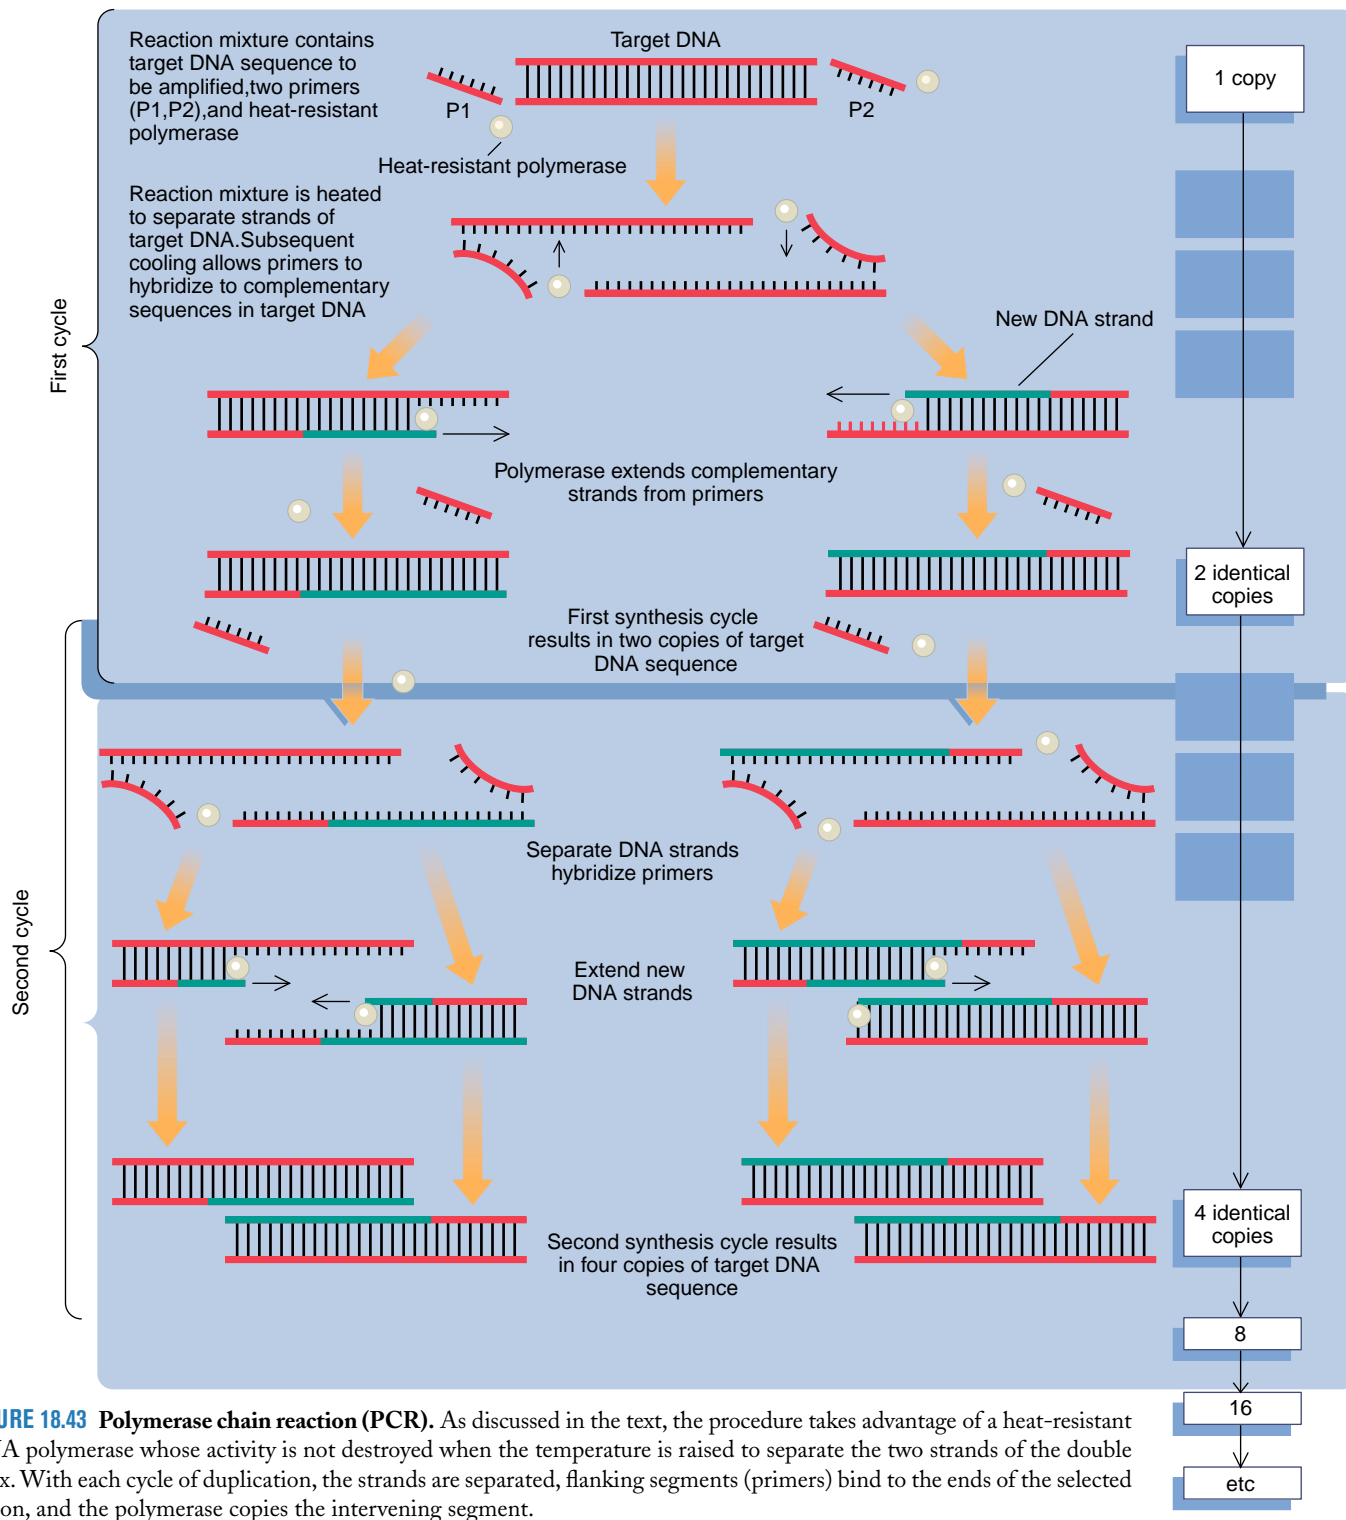 Reaction mixture contains
target DNA sequence to
be amplified,two primers
(P1,P2),and heat-resistant
polymerase
Target DNA
P1
P2
Heat-resistant polymerase
1 copy
Reaction mixture is heated
to separate strands of
target DNA.Subsequent
cooling allows primers to
hybridize to complementary
sequences in target DNA
First cycle
New DNA strand
Polymerase extends complementary
strands from primers
2 identical
copies
First synthesis cycle
results in two copies of target
DNA sequence
Second cycle
Separate DNA strands
hybridize primers
Extend new
DNA strands
4 identical
copies
Second synthesis cycle results
in four copies of target DNA
sequence
8
16
etc
URE 18.43 Polymerase chain reaction (PCR). As discussed in the text, the procedure takes advantage of a heat-resistant
polymerase whose activity is not destroyed when the temperature is raised to separate the two strands of the double
x. With each cycle of duplication, the strands are separated, flanking segments (primers) bind to the ends of the selected
on, and the polymerase copies the intervening segment.